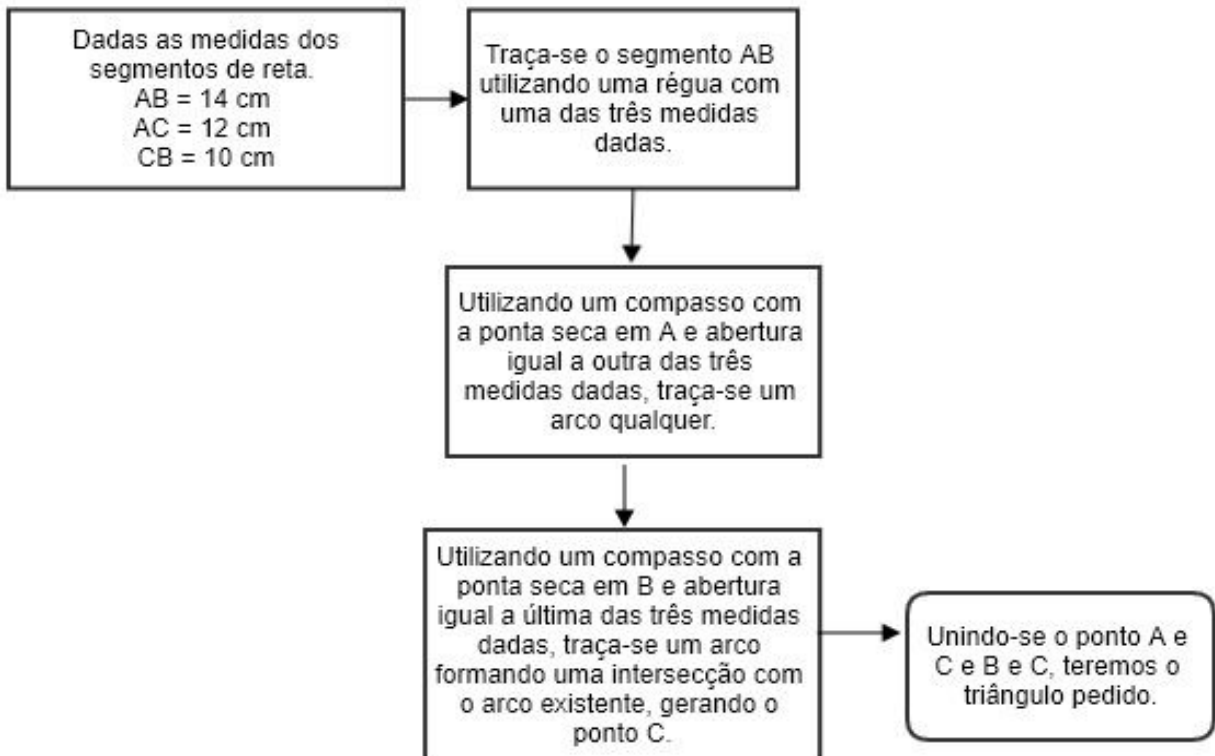 Dadas as medidas dos
segmentos de reta.
AB = 14 cm
AC = 12 cm
CB = 10 cm
Traça-se o segmento AB
utilizando uma régua com
uma das três medidas
dadas.
Utilizando um compasso com
a ponta seca em A e abertura
igual a outra das três
medidas dadas, traça-se um
arco qualquer.
Utilizando um compasso com a
ponta seca em B e abertura
igual a última das três medidas
dadas, traça-se um arco
formando uma intersecção com
o arco existente, gerando o
ponto C.
Unindo-se o ponto A e
C e B e C, teremos o
triângulo pedido.